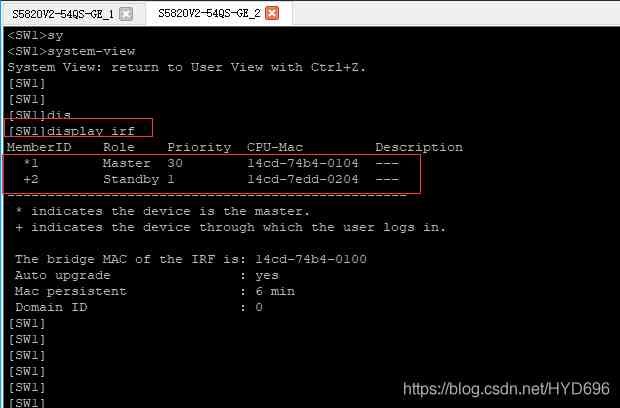 S5820V2-54QS-GE_1 S5820V2-54QS-GE_2
<SW1>sy
<SW1>system-view
System View: return to User View with Ctrl+Z.
[SW1]
[SW1]
[SW1]dis
[SW1]display irf
MemberID Role Priority CPU-Mac Description
*1 Master 30 14cd-74b4-0104 ---
+2 Standby 1 14cd-7edd-0204 ---
--------------------------------------------------
* indicates the device is the master.
+ indicates the device through which the user logs in.
The bridge MAC of the IRF is: 14cd-74b4-0100
Auto upgrade : yes
Mac persistent : 6 min
Domain ID : 0
[SW1]
[SW1]
[SW1]
[SW1]
[SW1]
[SW1]
https://blog.csdn.net/HYD696